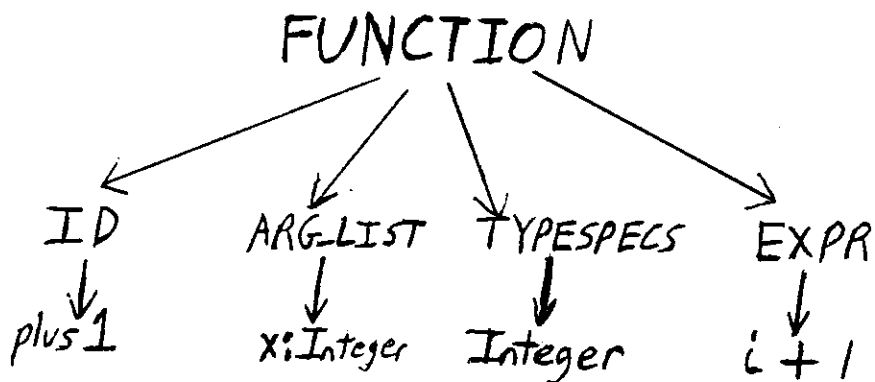 FUNCTION
ID ARG_LIST TYPESPECS EXPR
plus1 x:Integer Integer i + 1